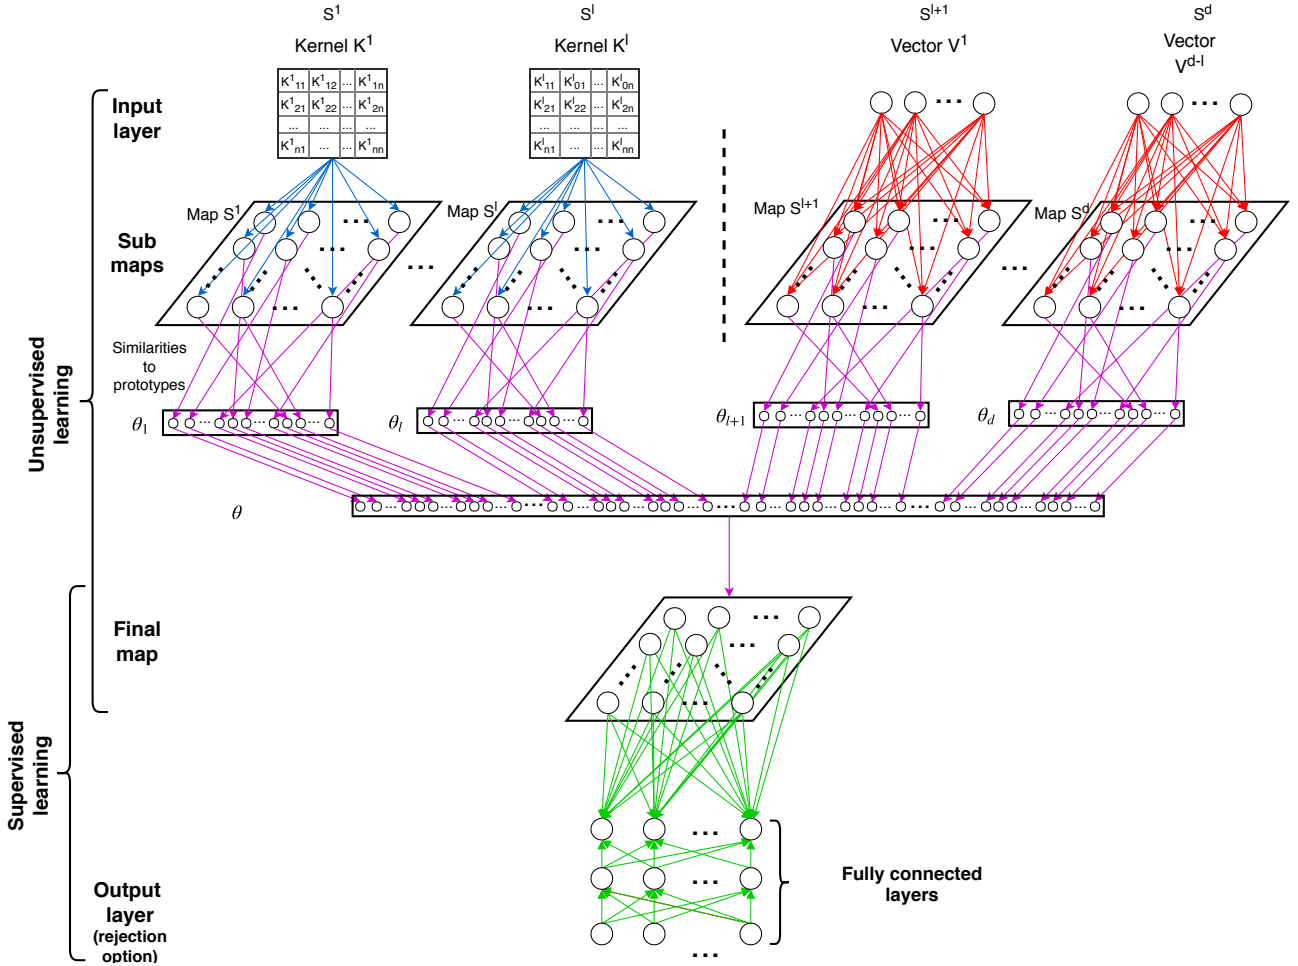 S¹ Sˡ Sˡ⁺¹ Sᵈ
Kernel K¹ Kernel Kˡ Vector V¹ Vector
Vᵈ⁻ˡ
K¹₁₁ K¹₁₂ ... K¹₁ₙ
K¹₂₁ K¹₂₂ ... K¹₂ₙ
... ... ... ...
K¹ₙ₁ ... ... K¹ₙₙ
Kˡ₁₁ Kˡ₀₁ ... Kˡ₀ₙ
Kˡ₂₁ Kˡ₂₂ ... Kˡ₂ₙ
... ... ...
Kˡₙ₁ ... ... Kˡₙₙ
Input
layer
Map S¹ Map Sˡ Map Sˡ⁺¹ Map Sᵈ
Sub
maps
Similarities
to
prototypes
Unsupervised
learning
θ₁ θₗ θₗ₊₁ θd
θ
Final
map
Supervised
learning
Fully connected
layers
Output
layer
(rejection
option)